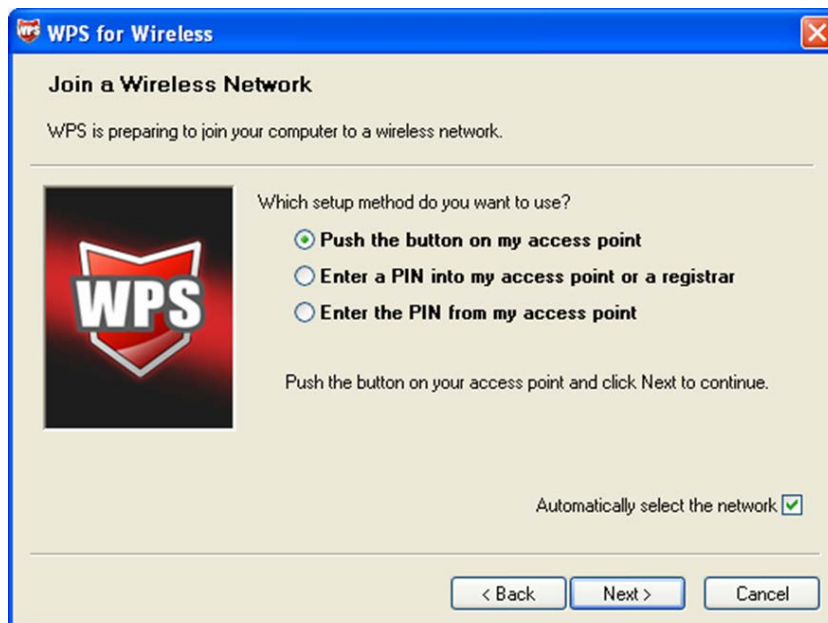 WPS for Wireless
Join a Wireless Network
WPS is preparing to join your computer to a wireless network.
Which setup method do you want to use?
Push the button on my access point
Enter a PIN into my access point or a registrar
Enter the PIN from my access point
WPS
Push the button on your access point and click Next to continue.
Automatically select the network
< Back Next > Cancel